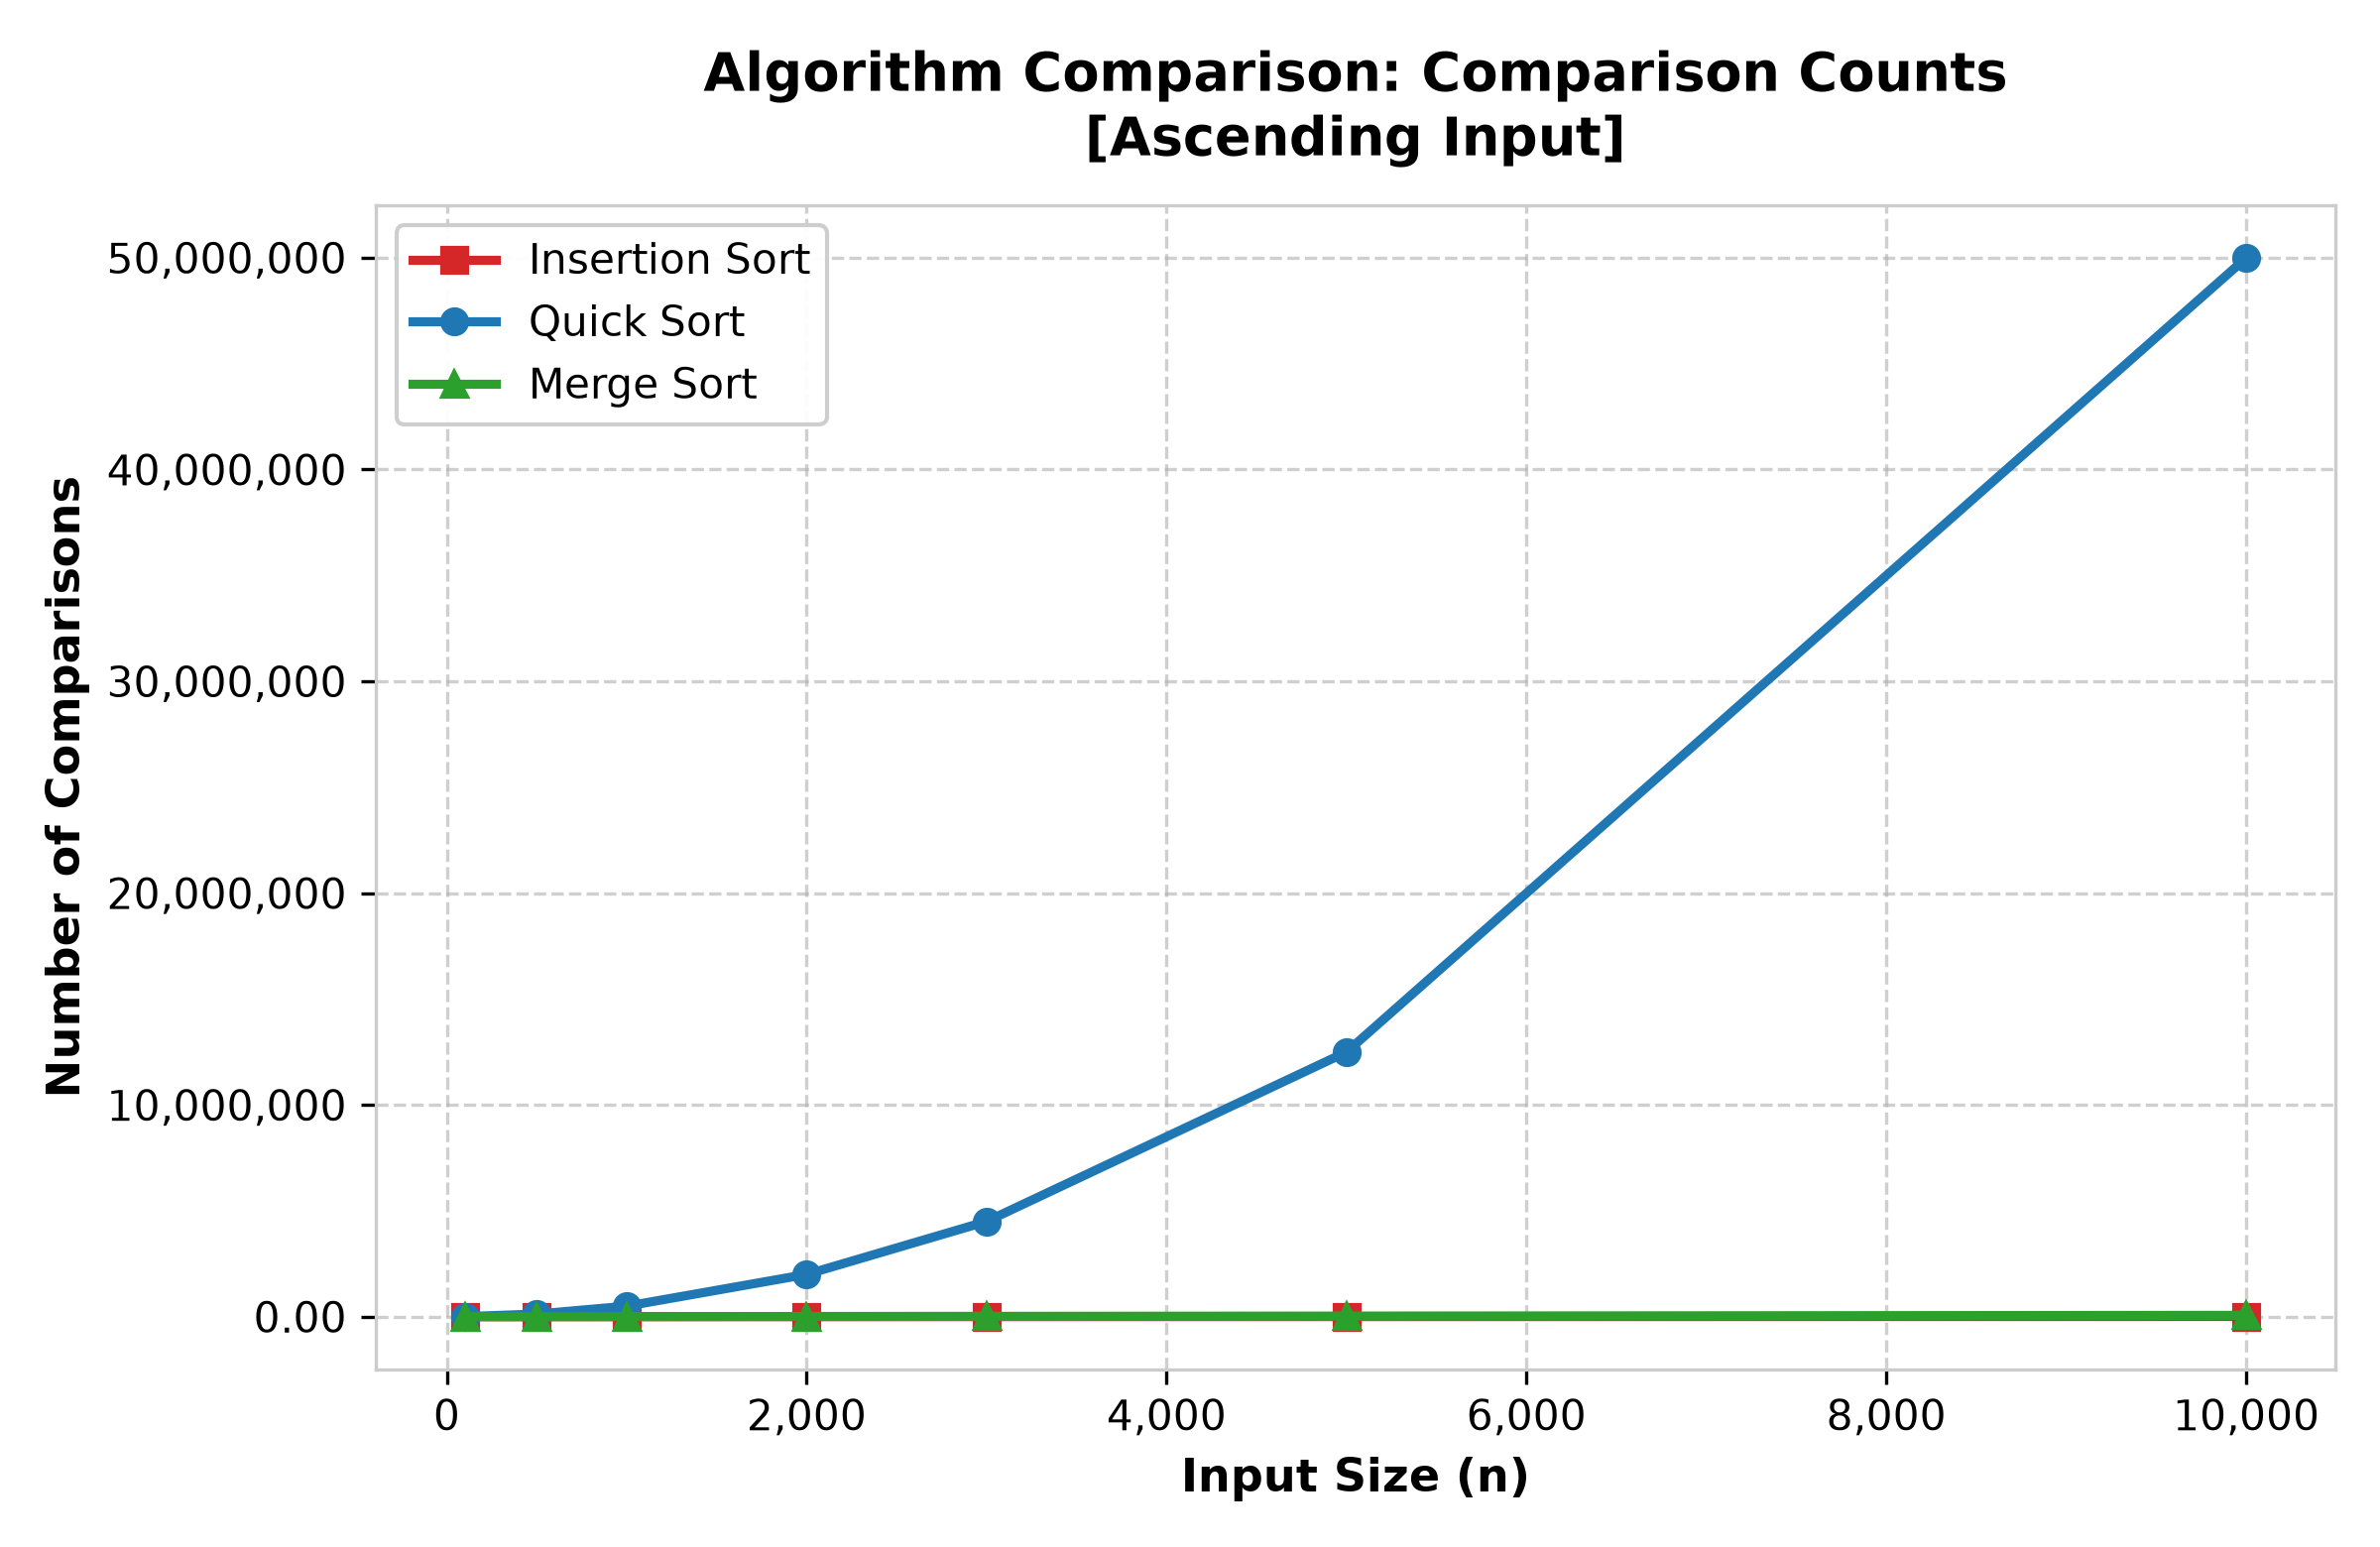 Algorithm Comparison: Comparison Counts
[Ascending Input]
Insertion Sort
Quick Sort
Merge Sort
Number of Comparisons
50,000,000
40,000,000
30,000,000
20,000,000
10,000,000
0.00
0
2,000
4,000
6,000
8,000
10,000
Input Size (n)